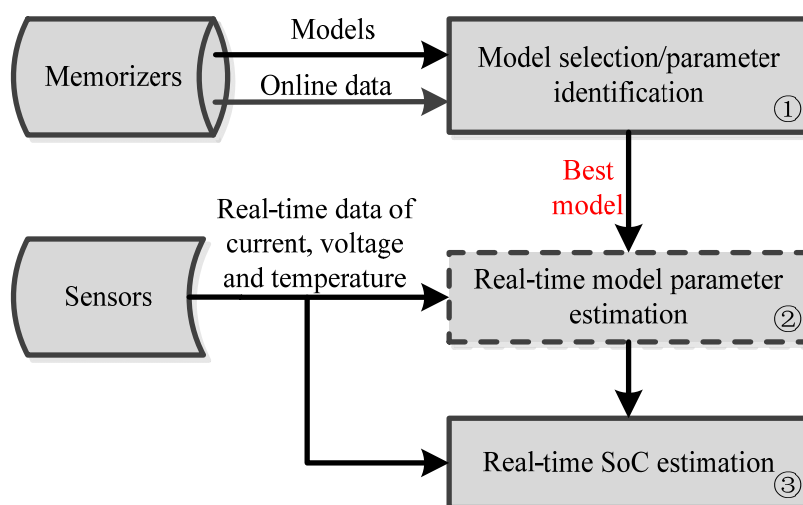 Memorizers
Models
Online data
Model selection/parameter
identification
①
Best
model
Real-time data of
current, voltage
and temperature
Sensors
Real-time model parameter
estimation
②
Real-time SoC estimation
③